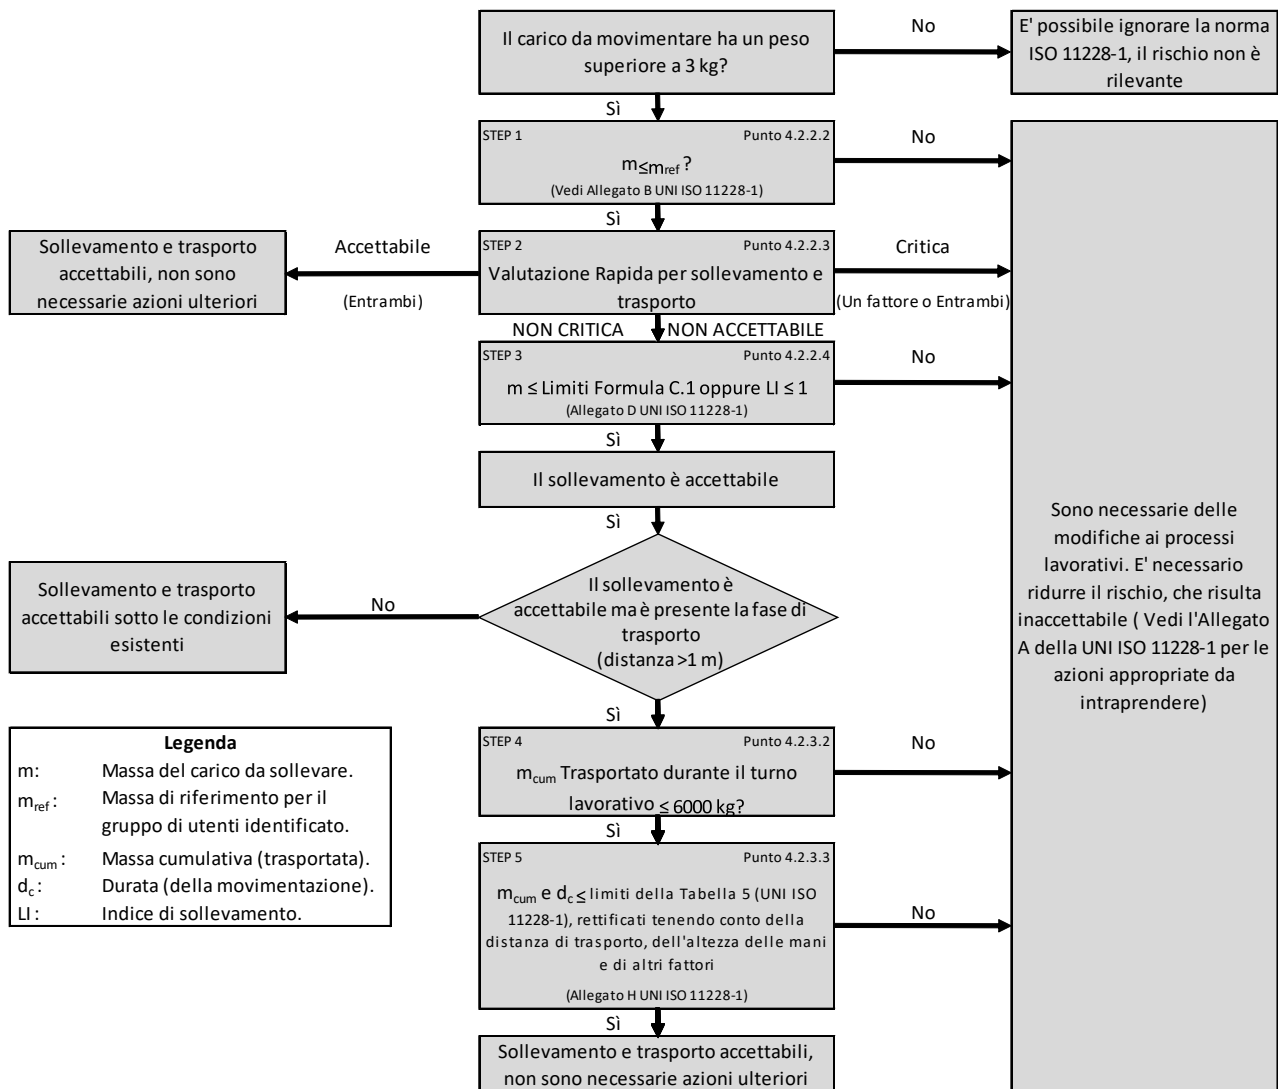 Il carico da movimentare ha un peso
superiore a 3 kg?
No
E' possibile ignorare la norma
ISO 11228-1, il rischio non è
rilevante
Sì
STEP 1 Punto 4.2.2.2
m≤mref ?
(Vedi Allegato B UNI ISO 11228-1)
No
Sì
Sollevamento e trasporto
accettabili, non sono
necessarie azioni ulteriori
Accettabile
(Entrambi)
STEP 2 Punto 4.2.2.3
Valutazione Rapida per sollevamento e
trasporto
Critica
(Un fattore o Entrambi)
NON CRITICA NON ACCETTABILE
STEP 3 Punto 4.2.2.4
m ≤ Limiti Formula C.1 oppure LI ≤ 1
(Allegato D UNI ISO 11228-1)
No
Sì
Il sollevamento è accettabile
Sì
Sollevamento e trasporto
accettabili sotto le condizioni
esistenti
No
Il sollevamento è
accettabile ma è presente la fase di
trasporto
(distanza >1 m)
Sono necessarie delle
modifiche ai processi
lavorativi. E' necessario
ridurre il rischio, che risulta
inaccettabile ( Vedi l'Allegato
A della UNI ISO 11228-1 per le
azioni appropriate da
intraprendere)
Sì
STEP 4 Punto 4.2.3.2
mcum Trasportato durante il turno
lavorativo ≤ 6000 kg?
No
Sì
STEP 5 Punto 4.2.3.3
mcum e dc ≤ limiti della Tabella 5 (UNI ISO
11228-1), rettificati tenendo conto della
distanza di trasporto, dell'altezza delle mani
e di altri fattori
(Allegato H UNI ISO 11228-1)
No
Sì
Sollevamento e trasporto accettabili,
non sono necessarie azioni ulteriori
Legenda
m: Massa del carico da sollevare.
mref : Massa di riferimento per il
gruppo di utenti identificato.
mcum : Massa cumulativa (trasportata).
dc : Durata (della movimentazione).
LI : Indice di sollevamento.